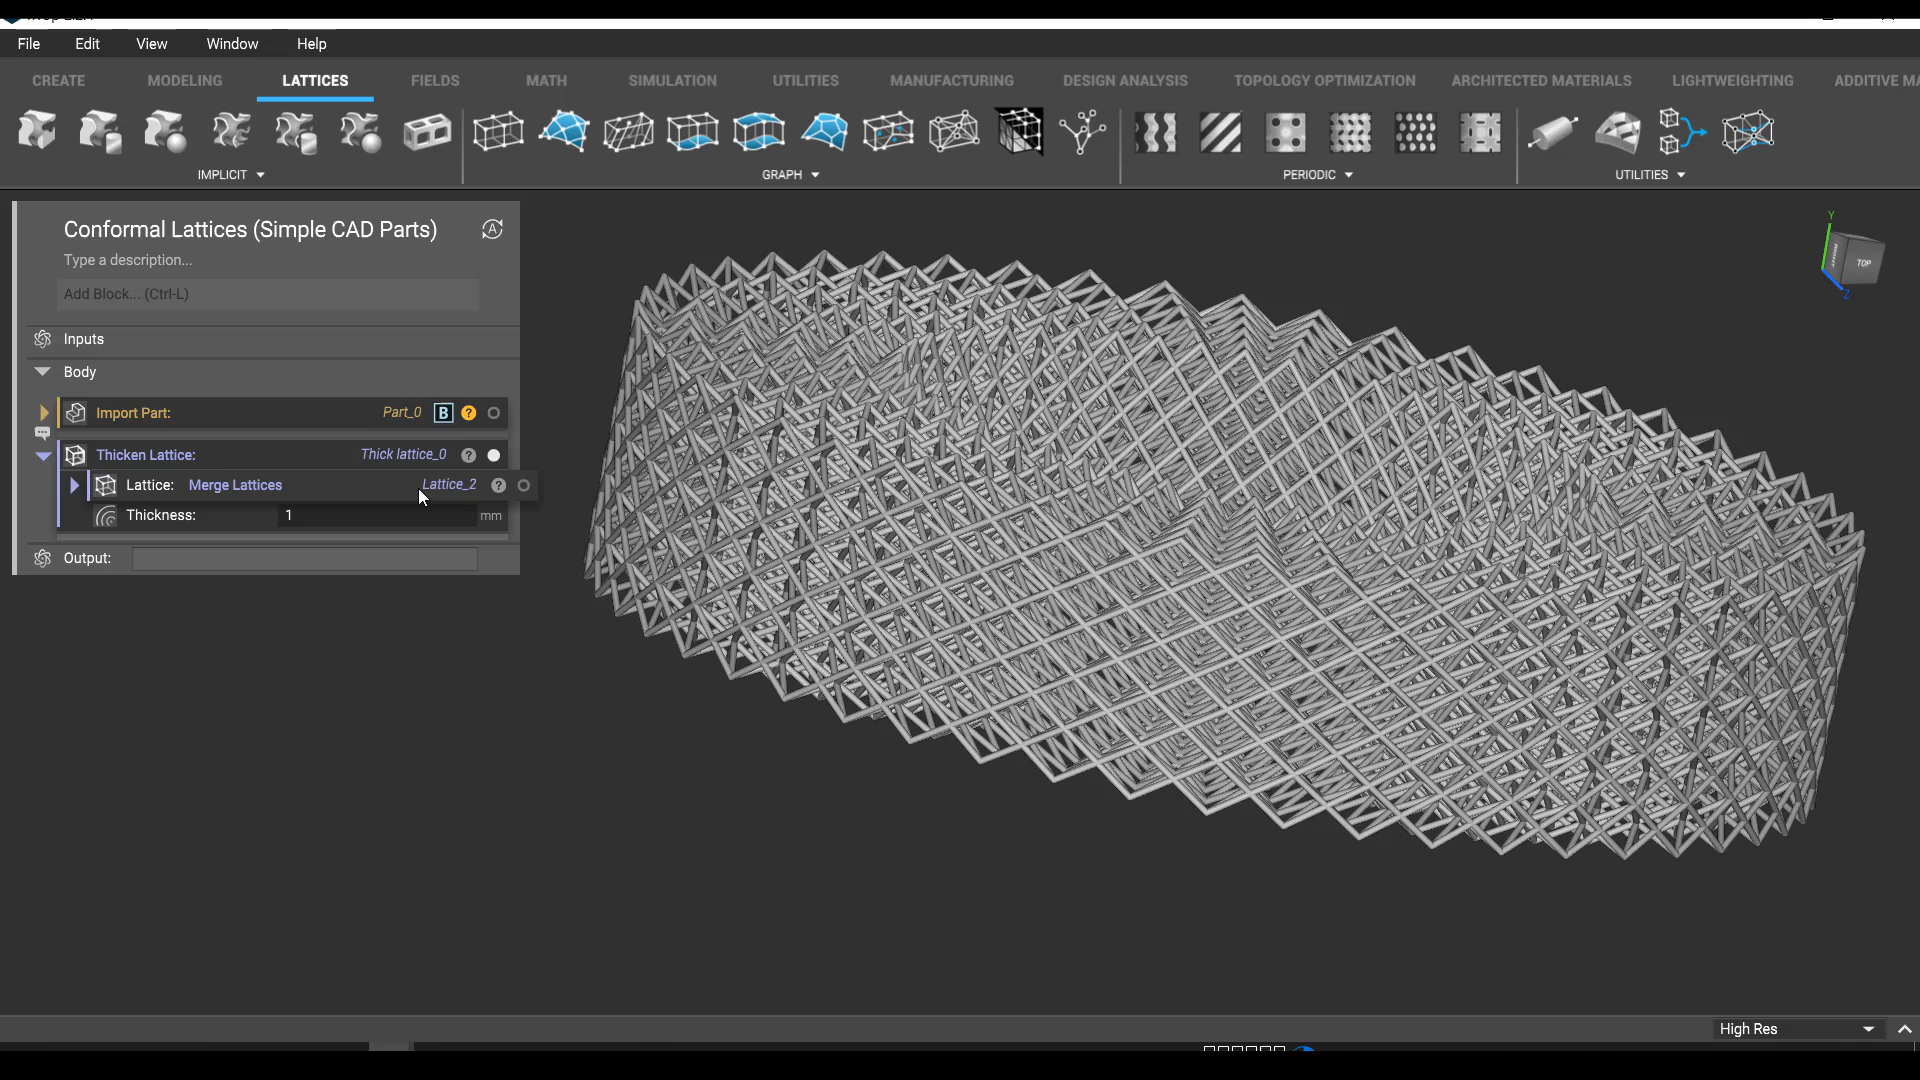 File Edit View Window Help
CREATE MODELING LATTICES FIELDS MATH SIMULATION UTILITIES MANUFACTURING DESIGN ANALYSIS TOPOLOGY OPTIMIZATION ARCHITECTED MATERIALS LIGHTWEIGHTING ADDITIVE MA
IMPLICIT GRAPH PERIODIC UTILITIES
Conformal Lattices (Simple CAD Parts)
Type a description...
Add Block... (Ctrl-L)
Inputs
Body
Import Part: Part_0 B ?
Thicken Lattice: Thick lattice_0 ?
Lattice: Merge Lattices Lattice_2 ?
Thickness: 1 mm
Output:
Y
TOP
Z
High Res